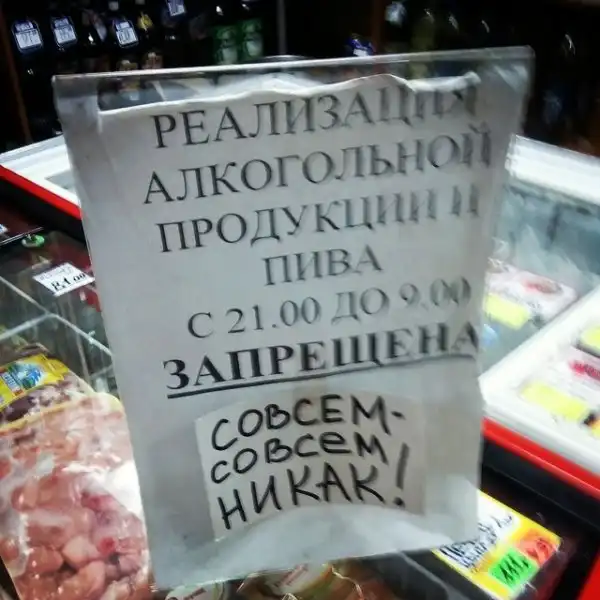 РЕАЛИЗАЦИЯ
АЛКОГОЛЬНОЙ
ПРОДУКЦИИ И
ПИВА
С 21.00 ДО 9.00
ЗАПРЕЩЕНА
СОВСЕМ-
СОВСЕМ
НИКАК!